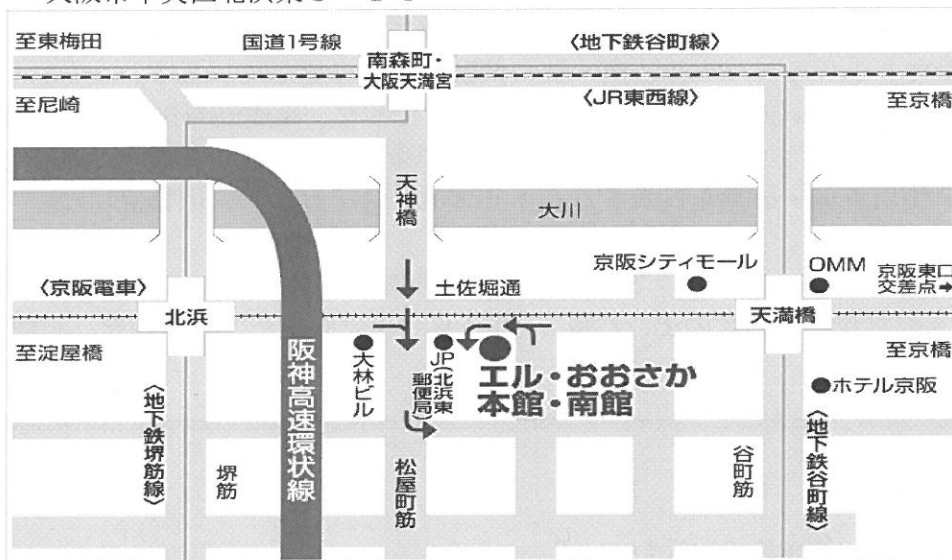 至東梅田
国道1号線
〈地下鉄谷町線〉
南森町・
大阪天満宮
至尼崎
〈JR東西線〉
至京橋
天神橋
大川
京阪シティモール
OMM
京阪東口
交差点→
〈京阪電車〉
土佐堀通
北浜
天満橋
至淀屋橋
阪神高速環状線
大林ビル
JP(北浜東
郵便局)
エル・おおさか
本館・南館
至京橋
ホテル京阪
〈地下鉄堺筋線〉
堺筋
松屋町筋
谷町筋
〈地下鉄谷町線〉